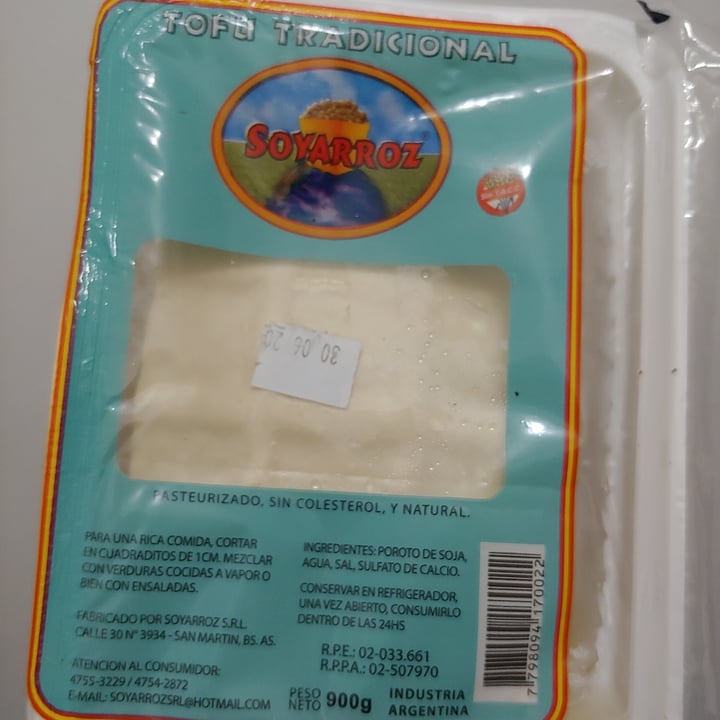 TOFU TRADICIONAL
SOYARROZ
Sin T.A.C.C.
30 06 20
PASTEURIZADO, SIN COLESTEROL, Y NATURAL.
PARA UNA RICA COMIDA, CORTAR
EN CUADRADITOS DE 1CM. MEZCLAR
CON VERDURAS COCIDAS A VAPOR O
BIEN CON ENSALADAS.
FABRICADO POR SOYARROZ S.R.L.
CALLE 30 N° 3934 - SAN MARTIN, BS. AS.
ATENCION AL CONSUMIDOR:
4755-3229 / 4754-2872
E-MAIL: SOYARROZSRL@HOTMAIL.COM
INGREDIENTES: POROTO DE SOJA,
AGUA, SAL, SULFATO DE CALCIO.
CONSERVAR EN REFRIGERADOR,
UNA VEZ ABIERTO, CONSUMIRLO
DENTRO DE LAS 24HS
R.P.E.: 02-033.661
R.P.P.A.: 02-507970
PESO
NETO 900g
INDUSTRIA
ARGENTINA
7 798094 170022